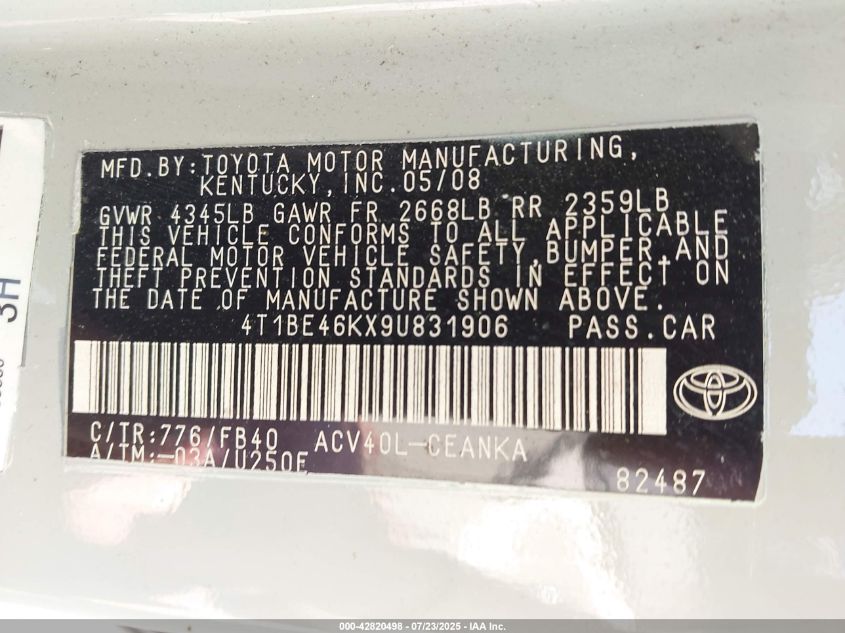 MFD.BY:TOYOTA MOTOR MANUFACTURING,
KENTUCKY, INC.05/08
GVWR 4345LB GAWR FR 2668LB RR 2359LB
THIS VEHICLE CONFORMS TO ALL APPLICABLE
FEDERAL MOTOR VEHICLE SAFETY,BUMPER,AND
THEFT PREVENTION STANDARDS IN EFFECT ON
THE DATE OF MANUFACTURE SHOWN ABOVE.
4T1BE46KX9U831906 PASS.CAR
C/TR:776/FB40 ACV40L-CEANKA
A/TM:-03A/U250E
82487
3H
000-42820498 - 07/23/2025 - IAA Inc.